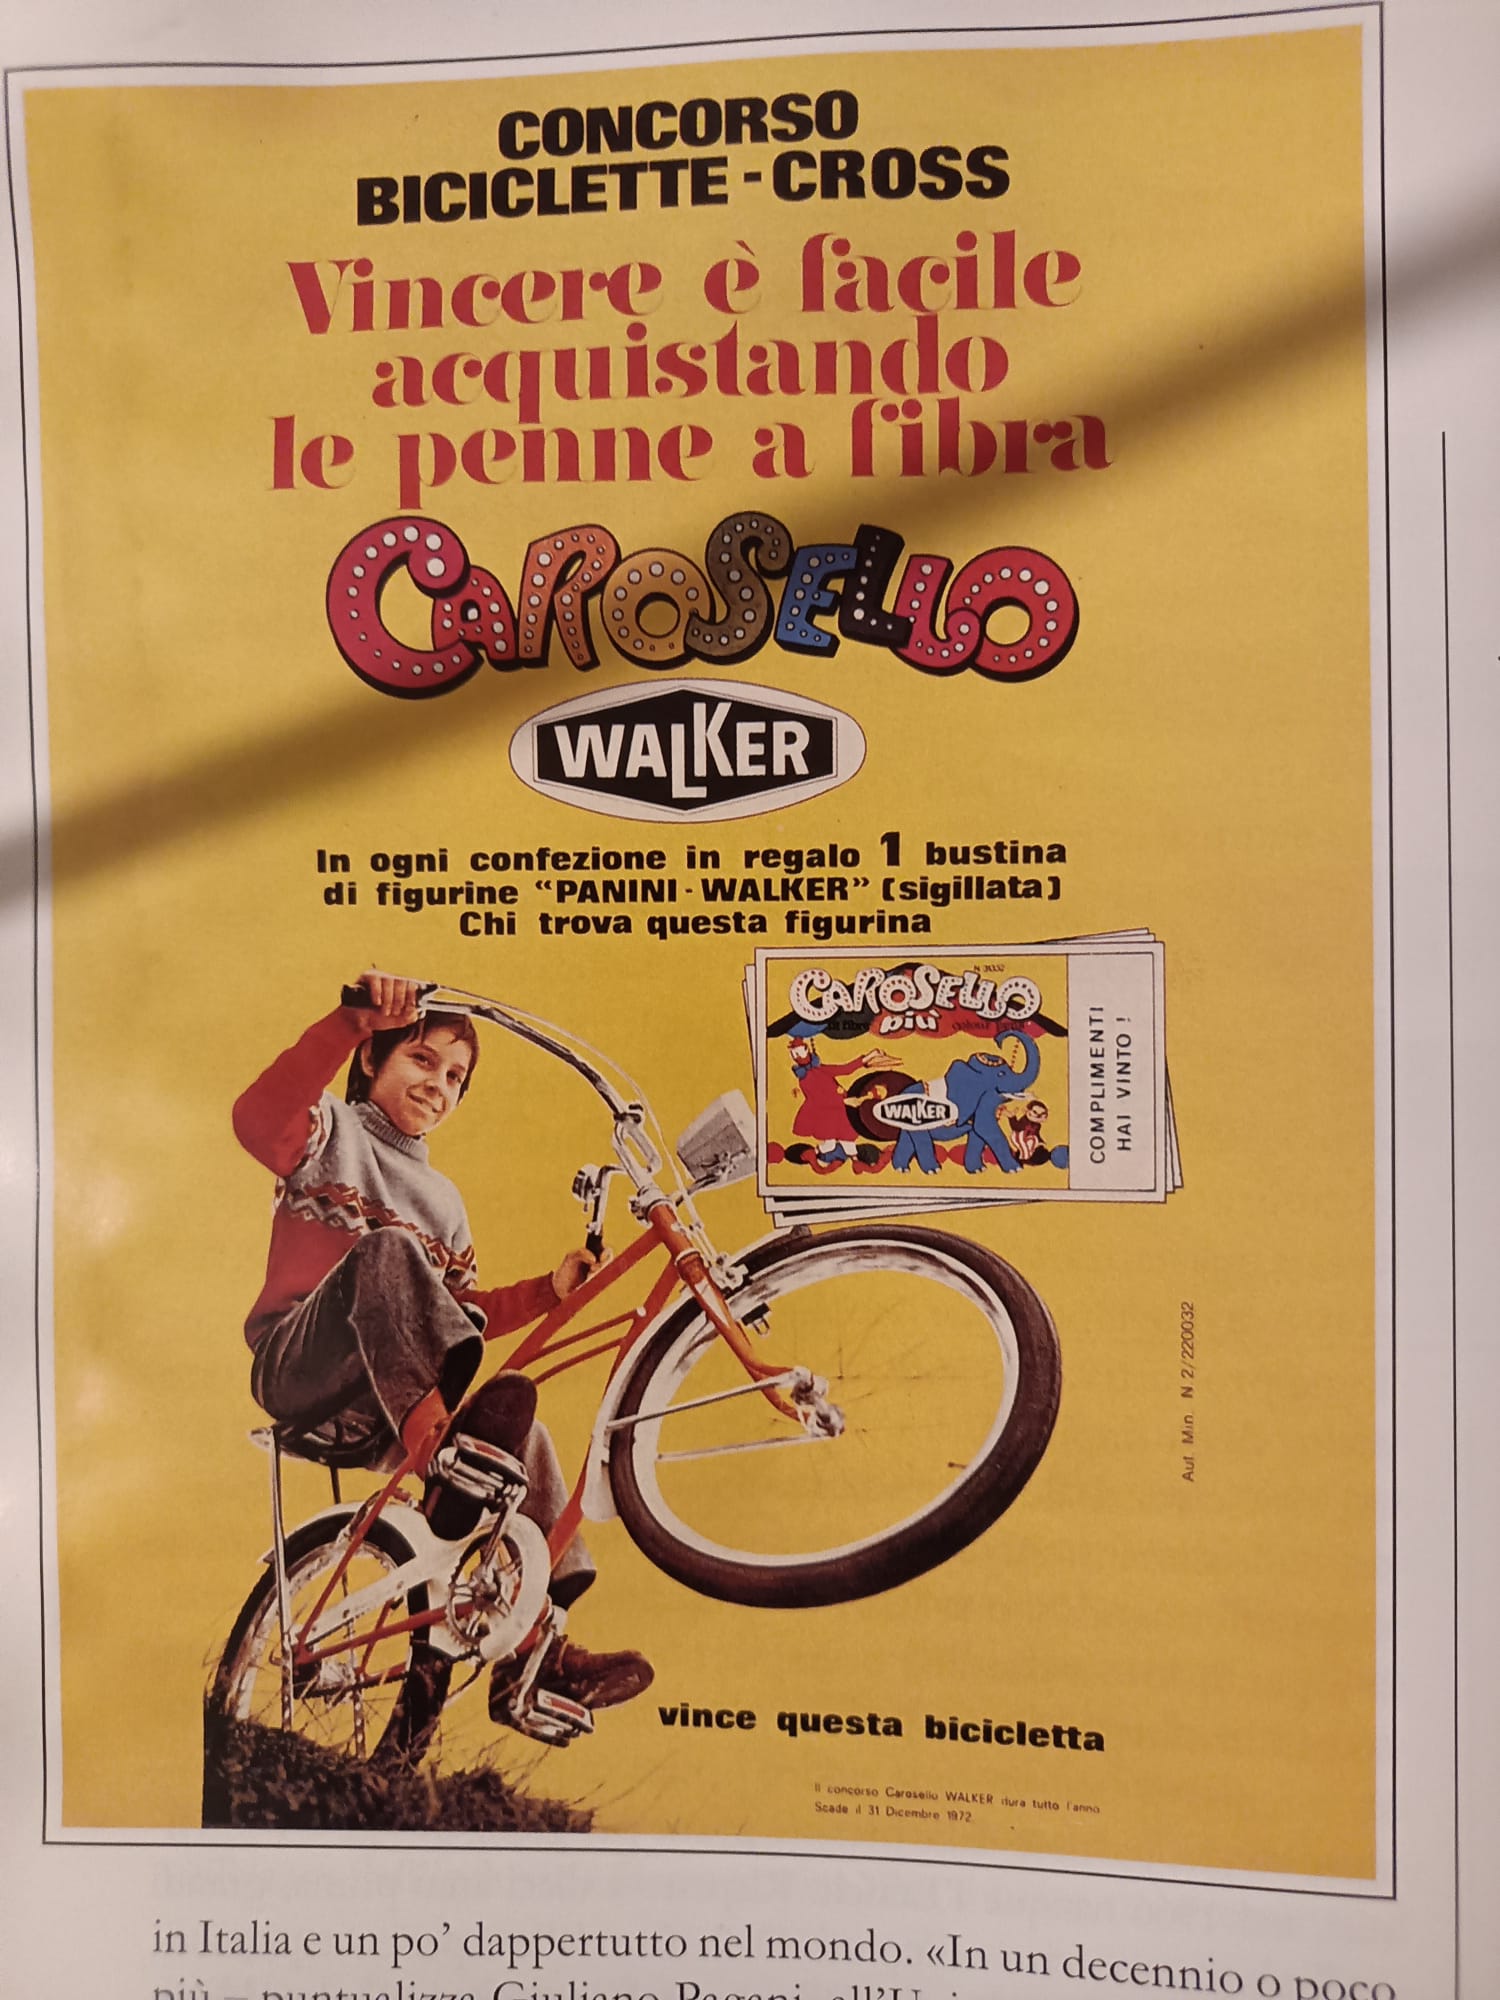 CONCORSO
BICICLETTE - CROSS
Vincere è facile
acquistando
le penne a fibra
CAROSELLO
WALKER
In ogni confezione in regalo 1 bustina
di figurine “PANINI - WALKER” (sigillata)
Chi trova questa figurina
CAROSELLO
più
WALKER
COMPLIMENTI
HAI VINTO !
Aut. Min. N. 2/220032
vince questa bicicletta
Il concorso Carosello WALKER dura tutto l'anno
Scade il 31 Dicembre 1972
in Italia e un po’ dappertutto nel mondo. «In un decennio o poco